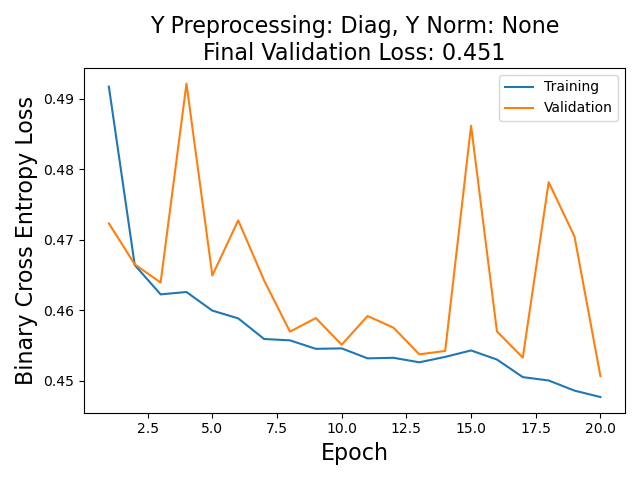 Y Preprocessing: Diag, Y Norm: None
Final Validation Loss: 0.451
Training
Validation
Binary Cross Entropy Loss
0.49
0.48
0.47
0.46
0.45
2.5 5.0 7.5 10.0 12.5 15.0 17.5 20.0
Epoch